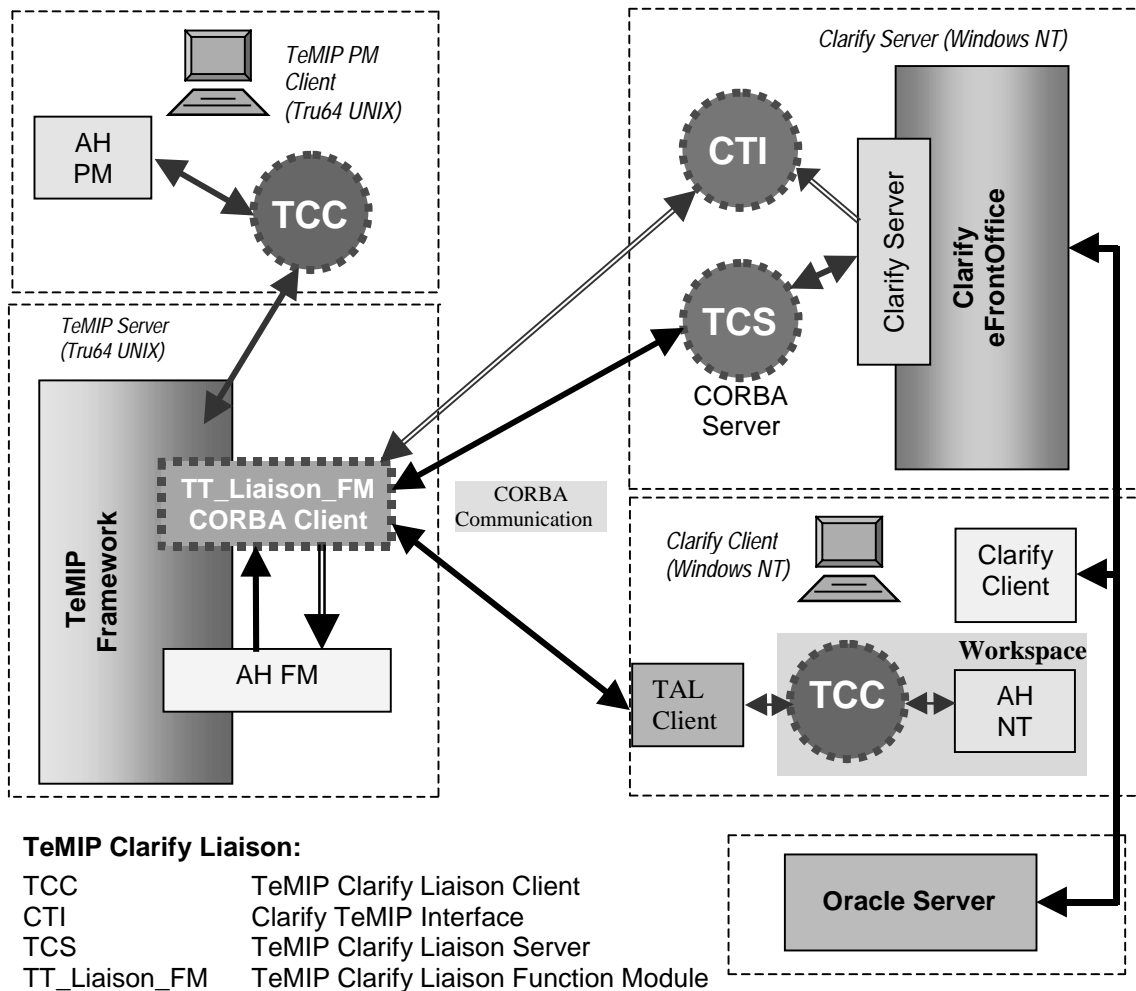 TeMIP PM
Client
(Tru64 UNIX)
AH
PM
TCC
Clarify Server (Windows NT)
CTI
TCS
CORBA
Server
Clarify Server
Clarify
eFrontOffice
TeMIP Server
(Tru64 UNIX)
TeMIP
Framework
TT_Liaison_FM
CORBA Client
AH FM
CORBA
Communication
Clarify Client
(Windows NT)
Clarify
Client
Workspace
TAL
Client
TCC
AH
NT
Oracle Server
TeMIP Clarify Liaison:
TCC TeMIP Clarify Liaison Client
CTI Clarify TeMIP Interface
TCS TeMIP Clarify Liaison Server
TT_Liaison_FM TeMIP Clarify Liaison Function Module